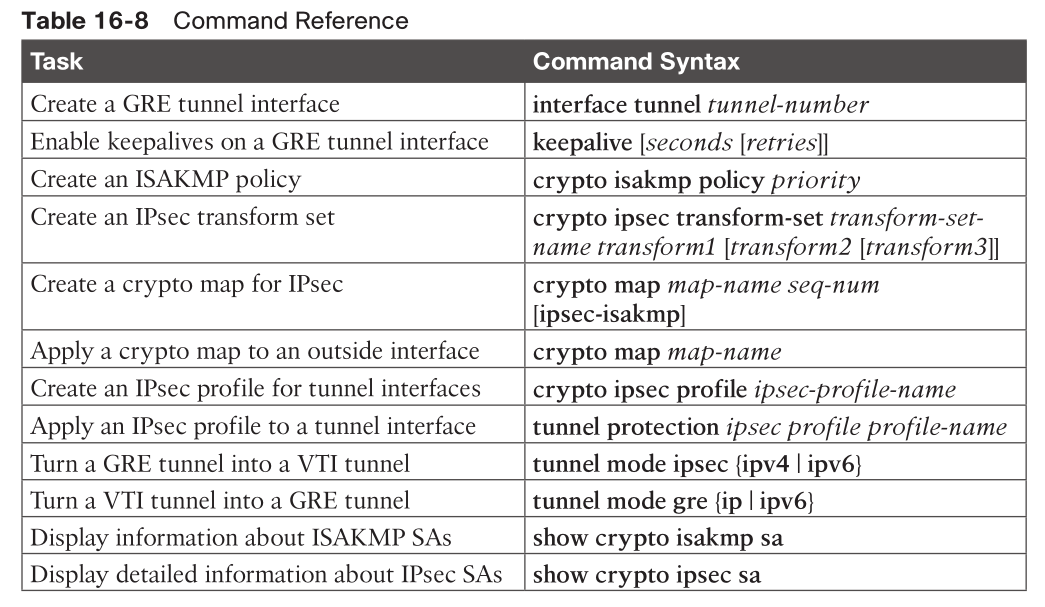 Table 16-8 Command Reference
Task Command Syntax
Create a GRE tunnel interface interface tunnel tunnel-number
Enable keepalives on a GRE tunnel interface keepalive [seconds [retries]]
Create an ISAKMP policy crypto isakmp policy priority
Create an IPsec transform set crypto ipsec transform-set transform-set-
name transform1 [transform2 [transform3]]
Create a crypto map for IPsec crypto map map-name seq-num
[ipsec-isakmp]
Apply a crypto map to an outside interface crypto map map-name
Create an IPsec profile for tunnel interfaces crypto ipsec profile ipsec-profile-name
Apply an IPsec profile to a tunnel interface tunnel protection ipsec profile profile-name
Turn a GRE tunnel into a VTI tunnel tunnel mode ipsec {ipv4 | ipv6}
Turn a VTI tunnel into a GRE tunnel tunnel mode gre {ip | ipv6}
Display information about ISAKMP SAs show crypto isakmp sa
Display detailed information about IPsec SAs show crypto ipsec sa